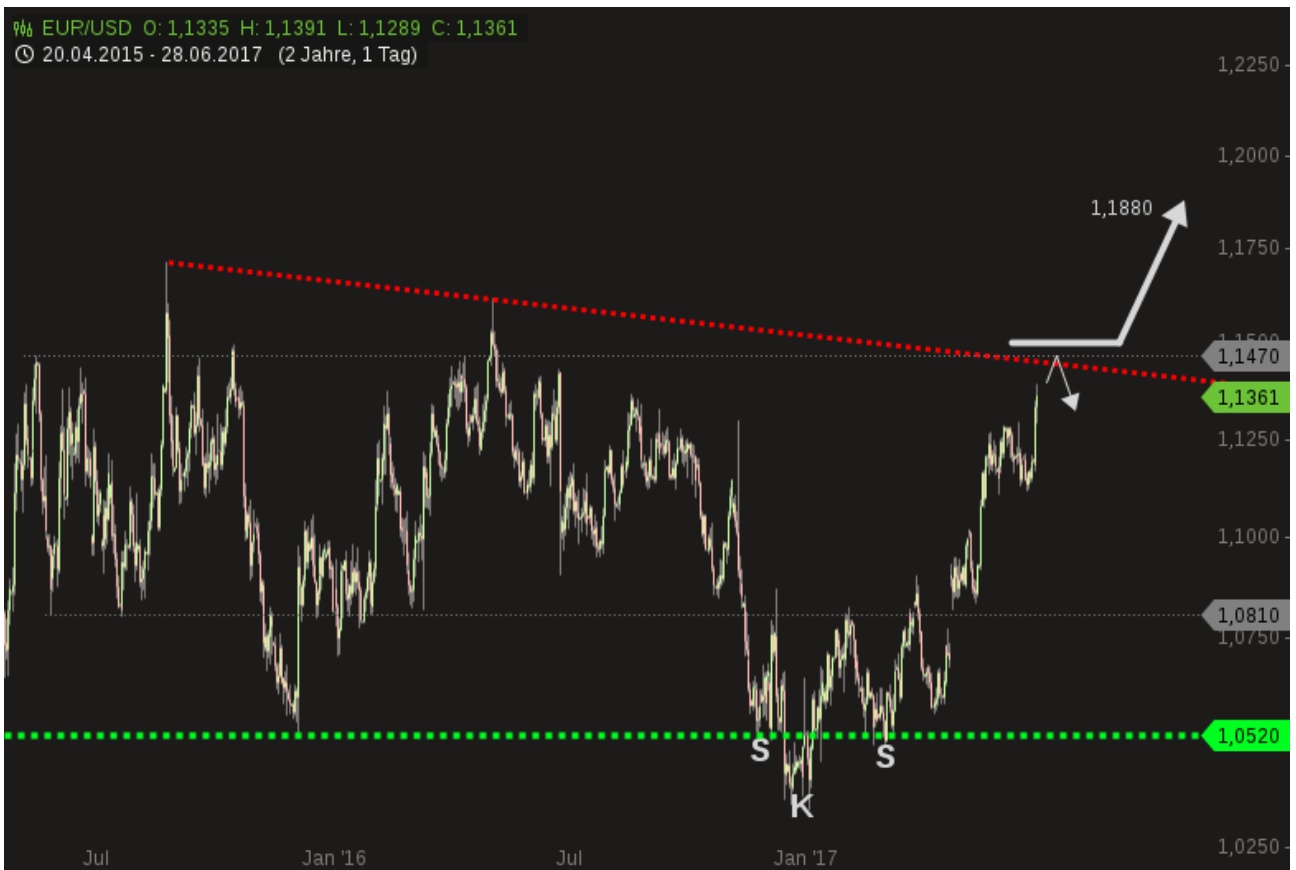 EUR/USD O: 1,1335 H: 1,1391 L: 1,1289 C: 1,1361
20.04.2015 - 28.06.2017 (2 Jahre, 1 Tag)
1,2250
1,2000
1,1880
1,1750
1,1500
1,1470
1,1361
1,1250
1,1000
1,0810
1,0750
1,0520
S
S
K
1,0250
Jul
Jan '16
Jul
Jan '17